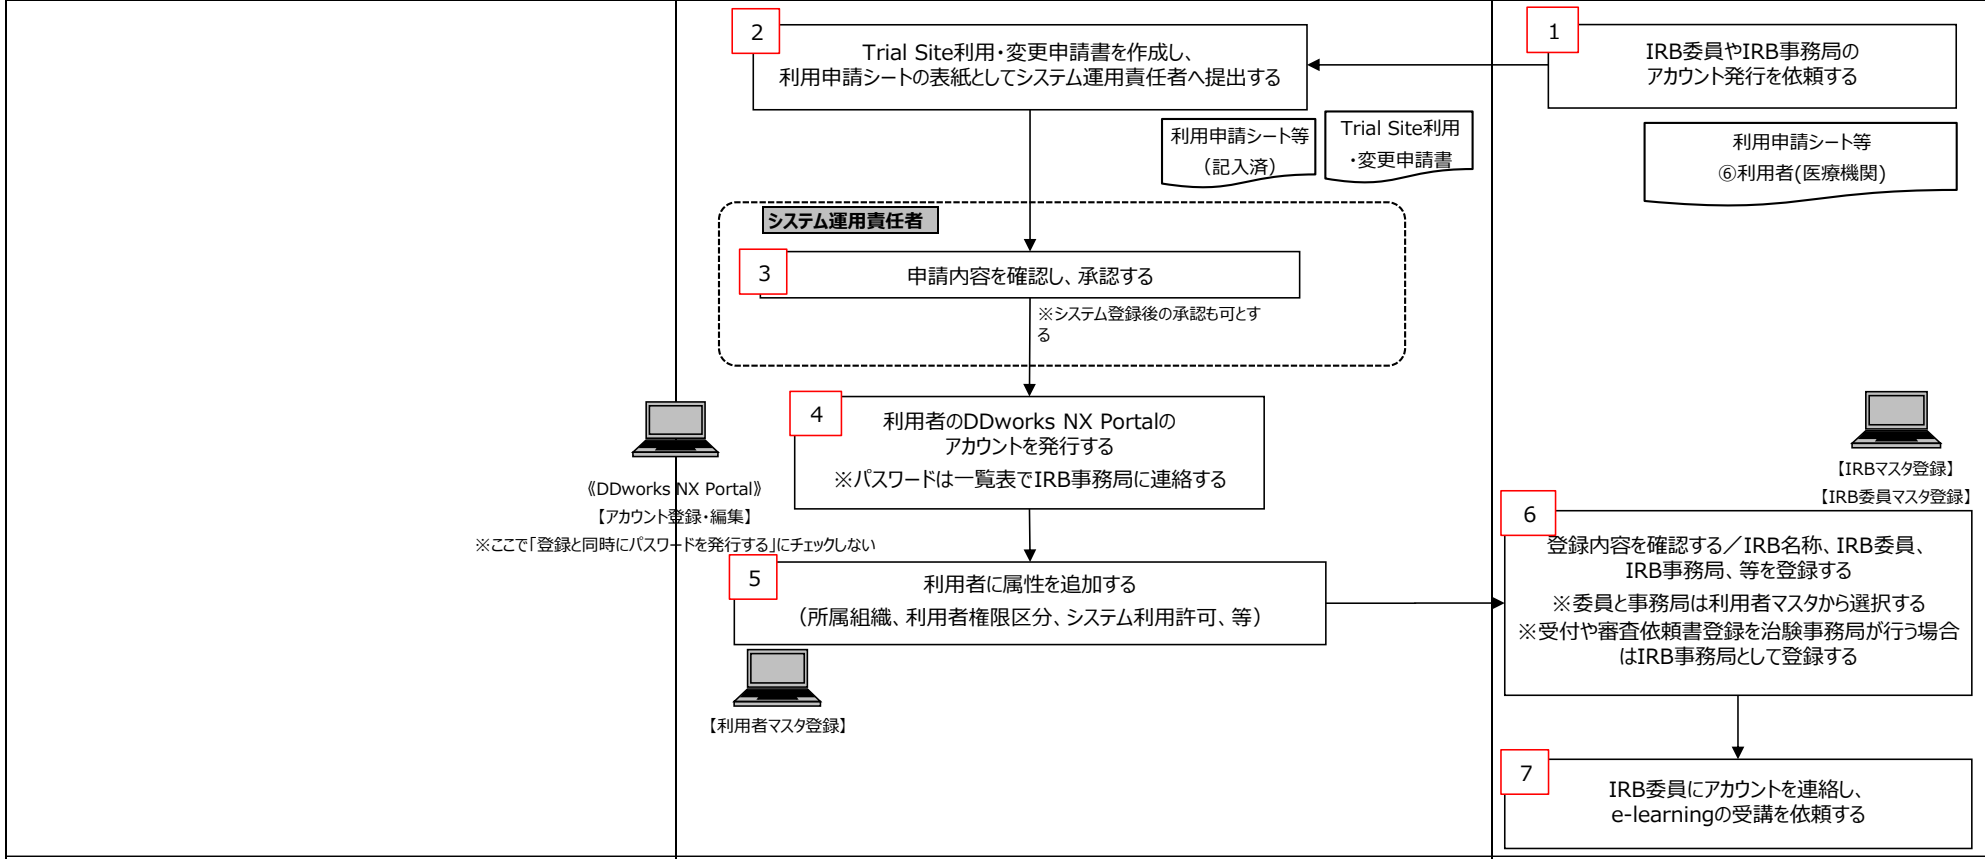 1
IRB委員やIRB事務局の
アカウント発行を依頼する
利用申請シート等
⑥利用者(医療機関)
2
Trial Site利用・変更申請書を作成し、
利用申請シートの表紙としてシステム運用責任者へ提出する
利用申請シート等
（記入済）
Trial Site利用
・変更申請書
システム運用責任者
3
申請内容を確認し、承認する
※システム登録後の承認も可とす
る
4
利用者のDDworks NX Portalの
アカウントを発行する
※パスワードは一覧表でIRB事務局に連絡する
《DDworks NX Portal》
【アカウント登録・編集】
※ここで「登録と同時にパスワードを発行する」にチェックしない
5
利用者に属性を追加する
（所属組織、利用者権限区分、システム利用許可、等）
【利用者マスタ登録】
【IRBマスタ登録】
【IRB委員マスタ登録】
6
登録内容を確認する／IRB名称、IRB委員、
IRB事務局、等を登録する
※委員と事務局は利用者マスタから選択する
※受付や審査依頼書登録を治験事務局が行う場合
はIRB事務局として登録する
7
IRB委員にアカウントを連絡し、
e-learningの受講を依頼する